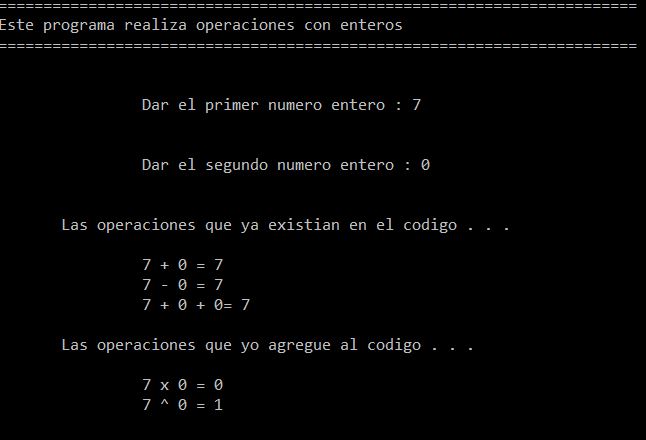 ======================================================================
Este programa realiza operaciones con enteros
======================================================================
Dar el primer numero entero : 7
Dar el segundo numero entero : 0
Las operaciones que ya existian en el codigo . . .
7 + 0 = 7
7 - 0 = 7
7 + 0 + 0= 7
Las operaciones que yo agregue al codigo . . .
7 x 0 = 0
7 ^ 0 = 1